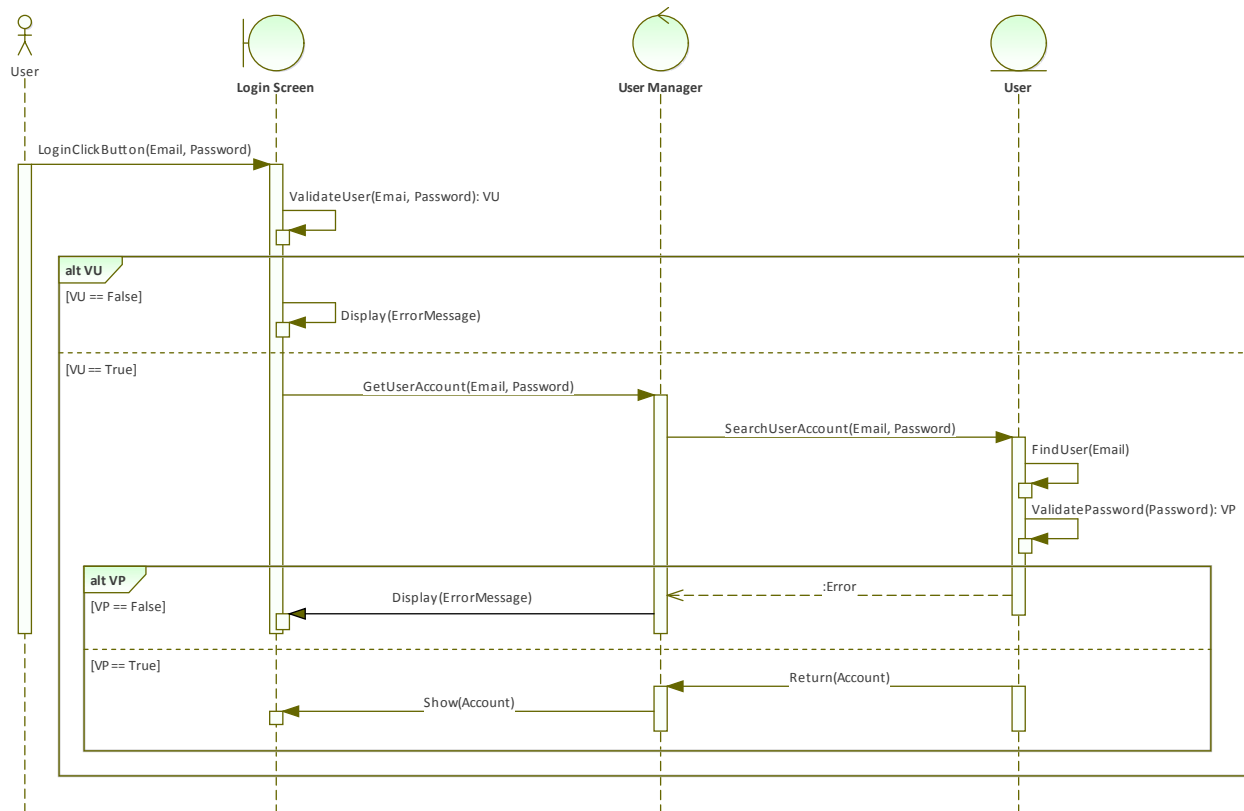 User
Login Screen
User Manager
User
LoginClickButton(Email, Password)
ValidateUser(Emai, Password): VU
alt VU
[VU == False]
Display(ErrorMessage)
[VU == True]
GetUserAccount(Email, Password)
SearchUserAccount(Email, Password)
FindUser(Email)
ValidatePassword(Password): VP
alt VP
[VP == False]
:Error
Display(ErrorMessage)
[VP == True]
Return(Account)
Show(Account)